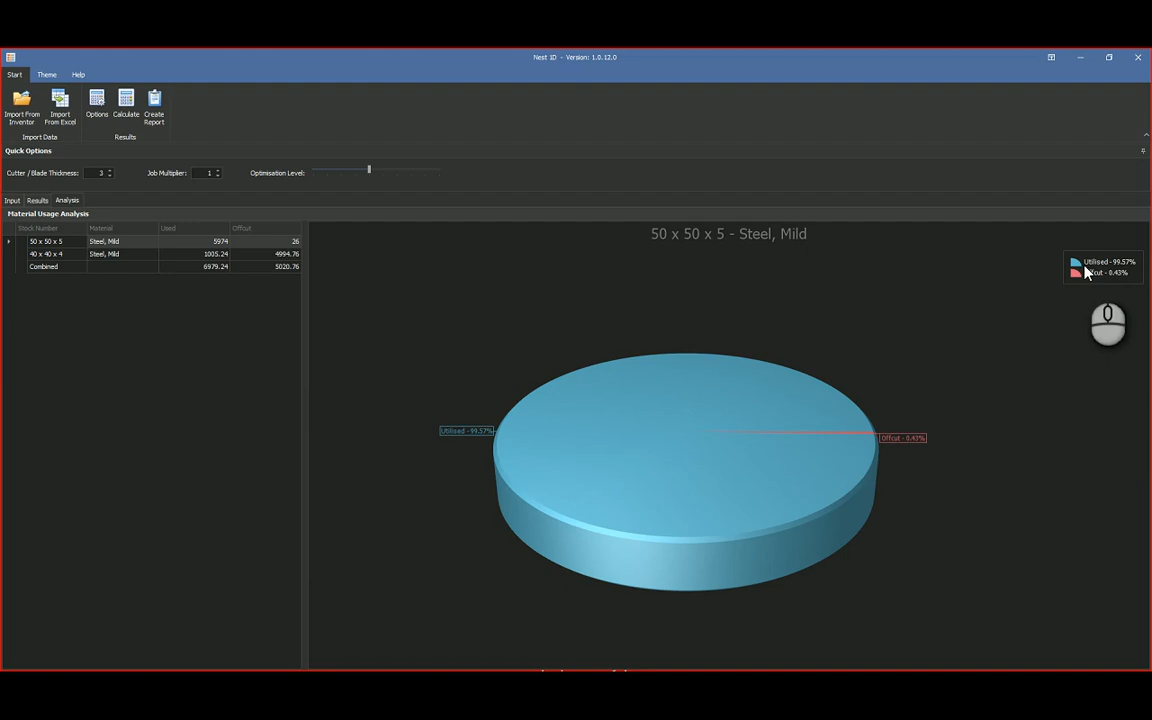 Nest 1D - Version: 1.0.12.0
Start Theme Help
Import From Inventor
Import From Excel
Options
Calculate
Create Report
Import Data
Results
Quick Options
Cutter / Blade Thickness: 3
Job Multiplier: 1
Optimisation Level:
Input Results Analysis
Material Usage Analysis
Stock Number Material Used Offcut
50 x 50 x 5 Steel, Mild 5974 26
40 x 40 x 4 Steel, Mild 1005.24 4994.76
Combined 6979.24 5020.76
50 x 50 x 5 - Steel, Mild
Utilised - 99.57%
- 0.43%
Utilised - 99.57%
Offcut - 0.43%